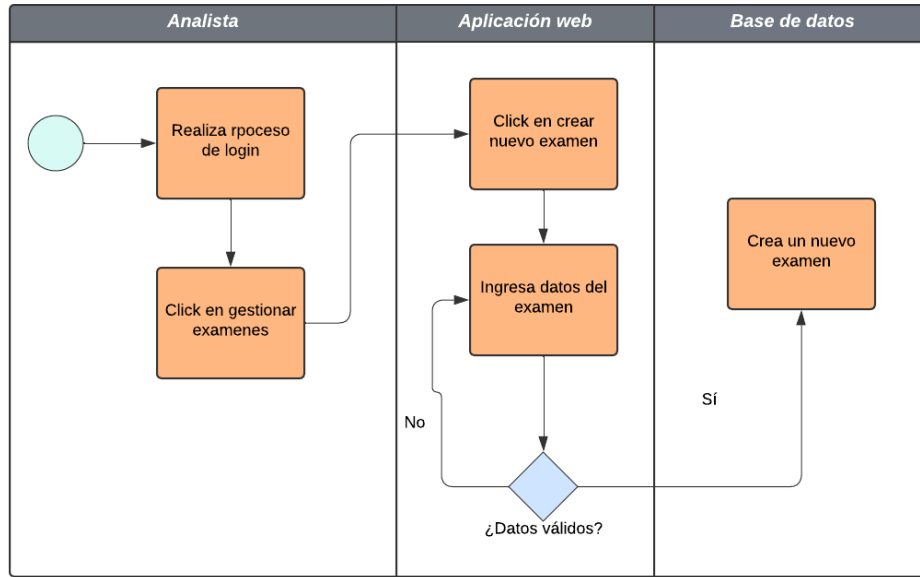 Analista
Aplicación web
Base de datos
Realiza rpoceso
de login
Click en gestionar
examenes
Click en crear
nuevo examen
Ingresa datos del
examen
No
¿Datos válidos?
Sí
Crea un nuevo
examen